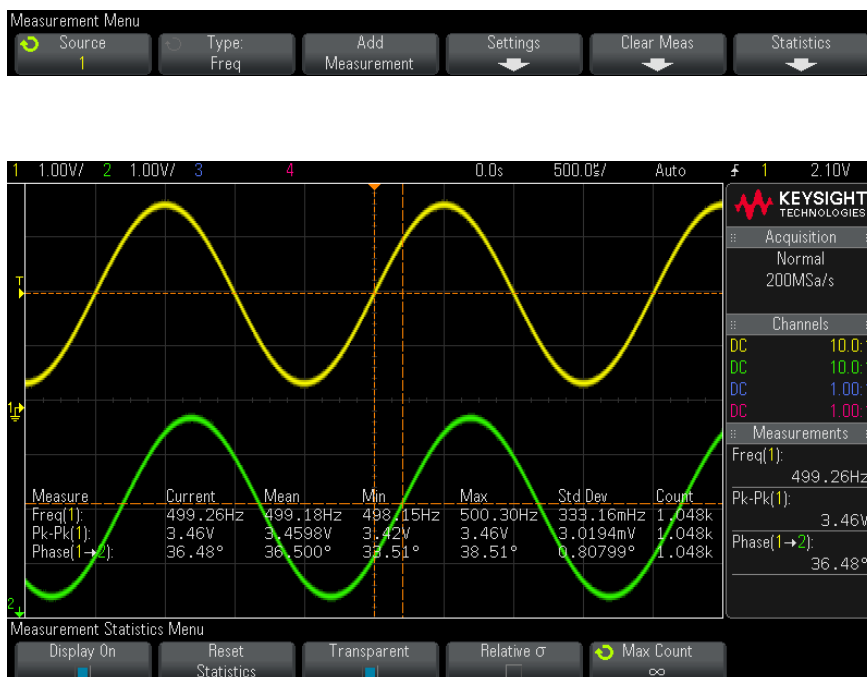 Measurement Menu
Source
1
Type:
Freq
Add
Measurement
Settings
Clear Meas
Statistics
1 1.00V/ 2 1.00V/ 3 4 0.0s 500.0µs/ Auto 1 2.10V
KEYSIGHT
TECHNOLOGIES
Acquisition
Normal
200MSa/s
Channels
DC 10.0:
DC 10.0:
DC 1.00:
DC 1.00:
Measurements
Freq(1):
499.26Hz
Pk-Pk(1):
3.46V
Phase(1→2):
36.48°
T
1
2
Measure Current Mean Min Max Std Dev Count
Freq(1): 499.26Hz 499.18Hz 498.15Hz 500.30Hz 333.16mHz 1.048k
Pk-Pk(1): 3.46V 3.4598V 3.42V 3.46V 3.0194mV 1.048k
Phase(1→2): 36.48° 36.500° 33.51° 38.51° 0.80799° 1.048k
Measurement Statistics Menu
Display On
Reset
Statistics
Transparent
Relative σ
Max Count
∞